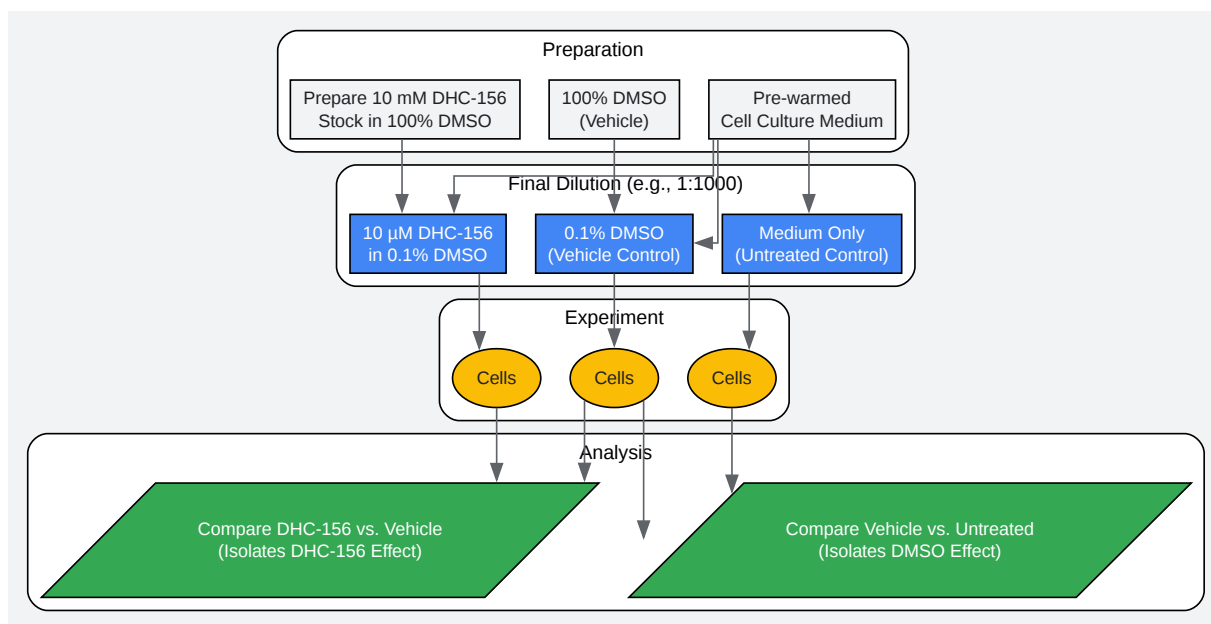 Preparation
Prepare 10 mM DHC-156
Stock in 100% DMSO
100% DMSO
(Vehicle)
Pre-warmed
Cell Culture Medium
Final Dilution (e.g., 1:1000)
10 µM DHC-156
in 0.1% DMSO
0.1% DMSO
(Vehicle Control)
Medium Only
(Untreated Control)
Experiment
Cells
Cells
Cells
Analysis
Compare DHC-156 vs. Vehicle
(Isolates DHC-156 Effect)
Compare Vehicle vs. Untreated
(Isolates DMSO Effect)